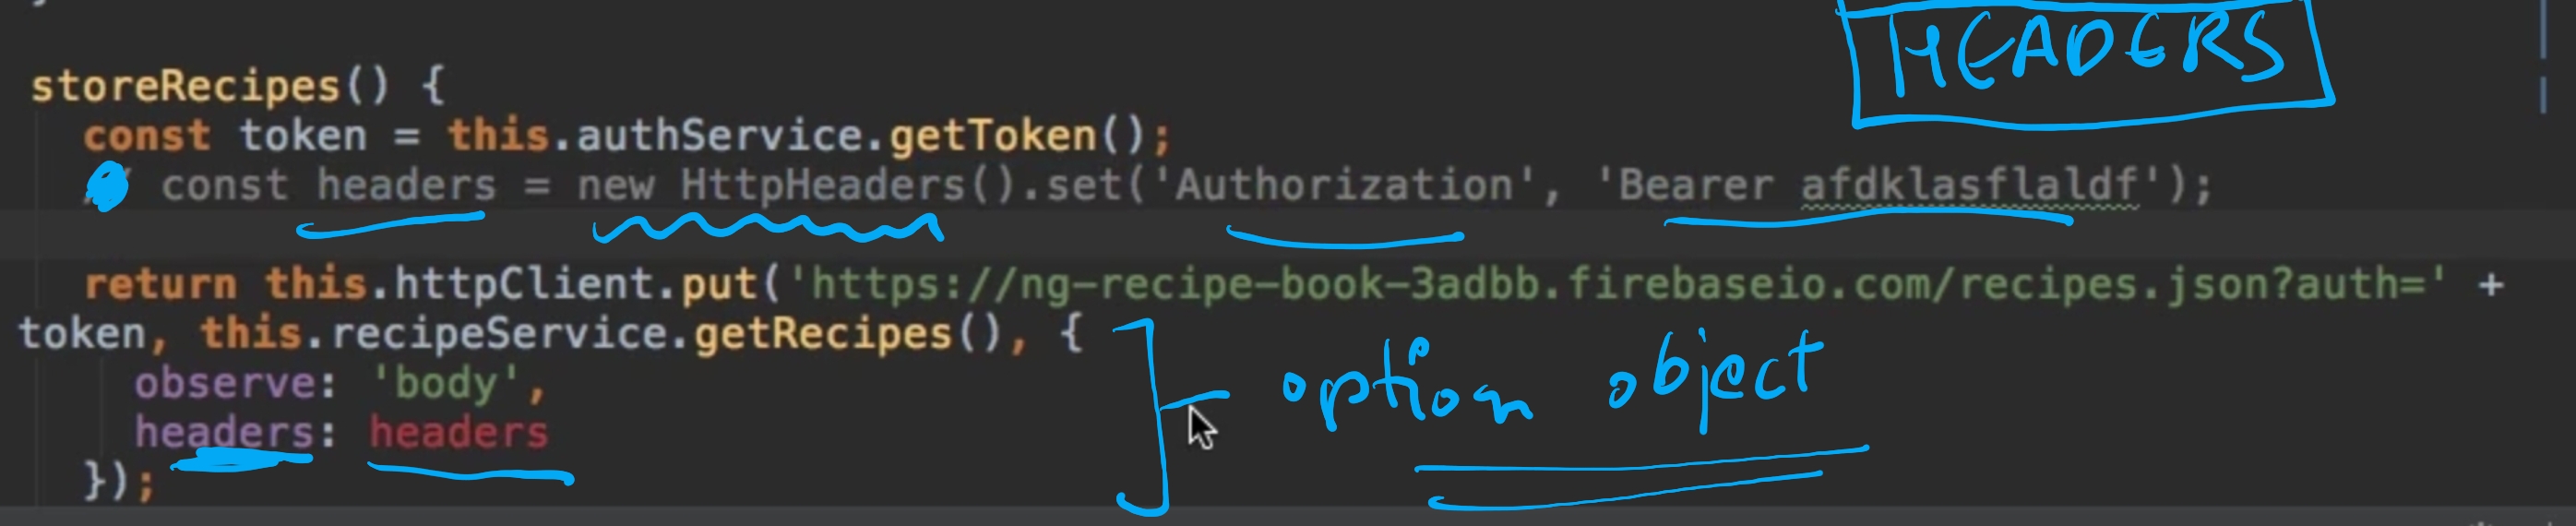 HEADERS
storeRecipes() {
const token = this.authService.getToken();
/ const headers = new HttpHeaders().set('Authorization', 'Bearer afdklasflaldf');
return this.httpClient.put('https://ng-recipe-book-3adbb.firebaseio.com/recipes.json?auth=' +
token, this.recipeService.getRecipes(), {
observe: 'body',
headers: headers
});
option object